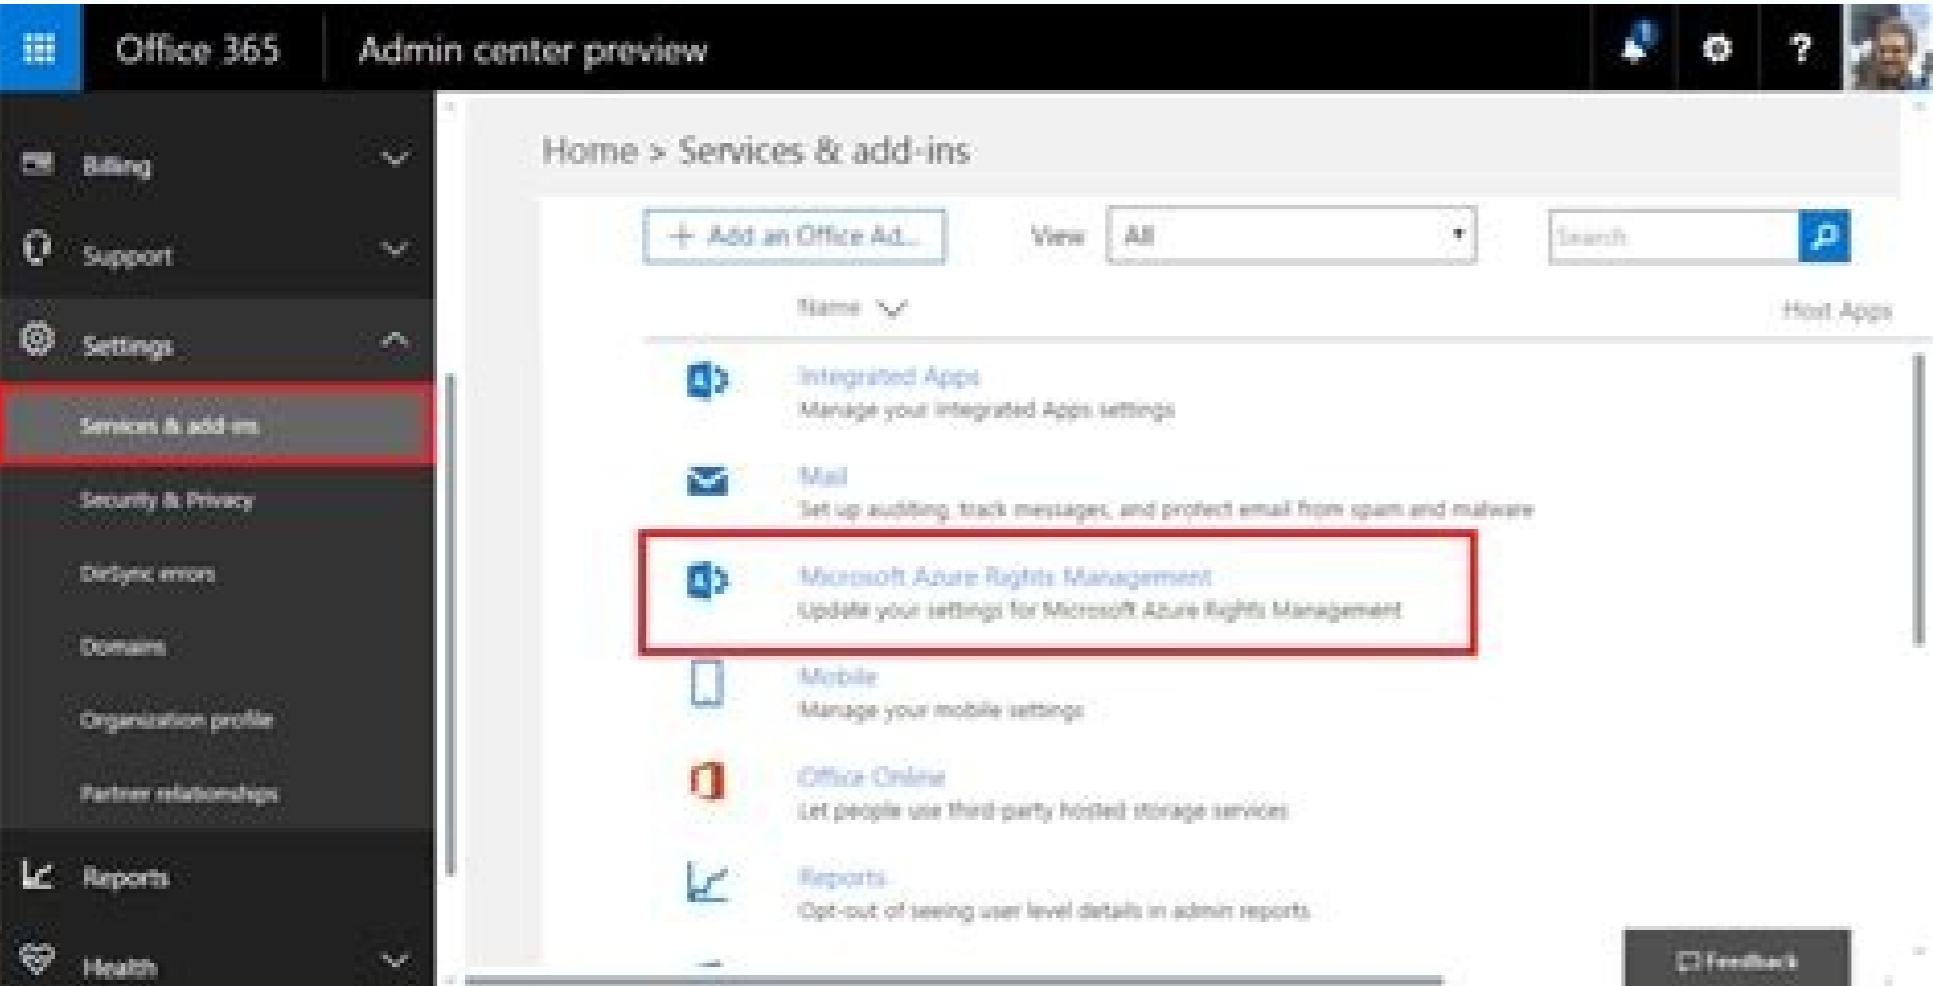 Office 365
Admin center preview
?
Billing
Support
Settings
Services & add-ins
Security & Privacy
DirSync errors
Domains
Organization profile
Partner relationships
Reports
Health
Home > Services & add-ins
+ Add an Office Ad...
View
All
Search
Name
Host Apps
Integrated Apps
Manage your Integrated Apps settings
Mail
Set up auditing, track messages, and protect email from spam and malware
Microsoft Azure Rights Management
Update your settings for Microsoft Azure Rights Management
Mobile
Manage your mobile settings
Office Online
Let people use third-party hosted storage services
Reports
Opt-out of seeing user level details in admin reports
Feedback